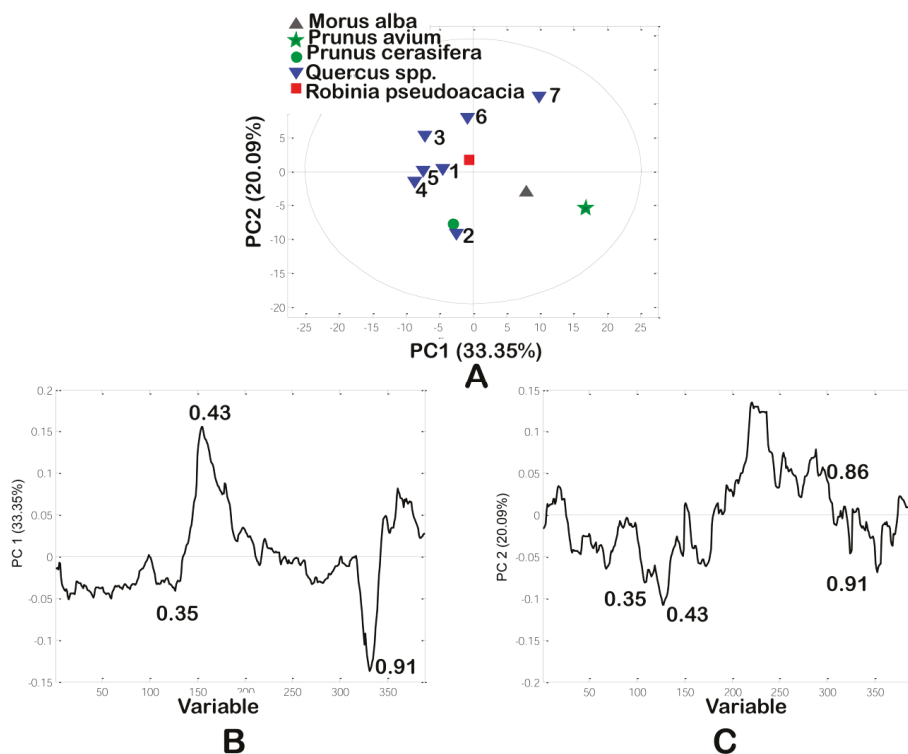 Morus alba
Prunus avium
Prunus cerasifera
Quercus spp.
Robinia pseudoacacia
PC2 (20.09%)
5
0
-5
-10
-15
-20
7
6
3
1
5
4
2
-25 -20 -15 -10 -5 0 5 10 15 20 25
PC1 (33.35%)
A
PC 1 (33.35%)
0.2
0.15
0.1
0.05
0
-0.05
-0.1
-0.15
0.43
0.35
0.91
50 100 150 200 250 300 350
Variable
B
PC 2 (20.09%)
0.15
0.1
0.05
0
-0.05
-0.1
-0.15
-0.2
0.86
0.35
0.43
0.91
50 100 150 200 250 300 350
Variable
C